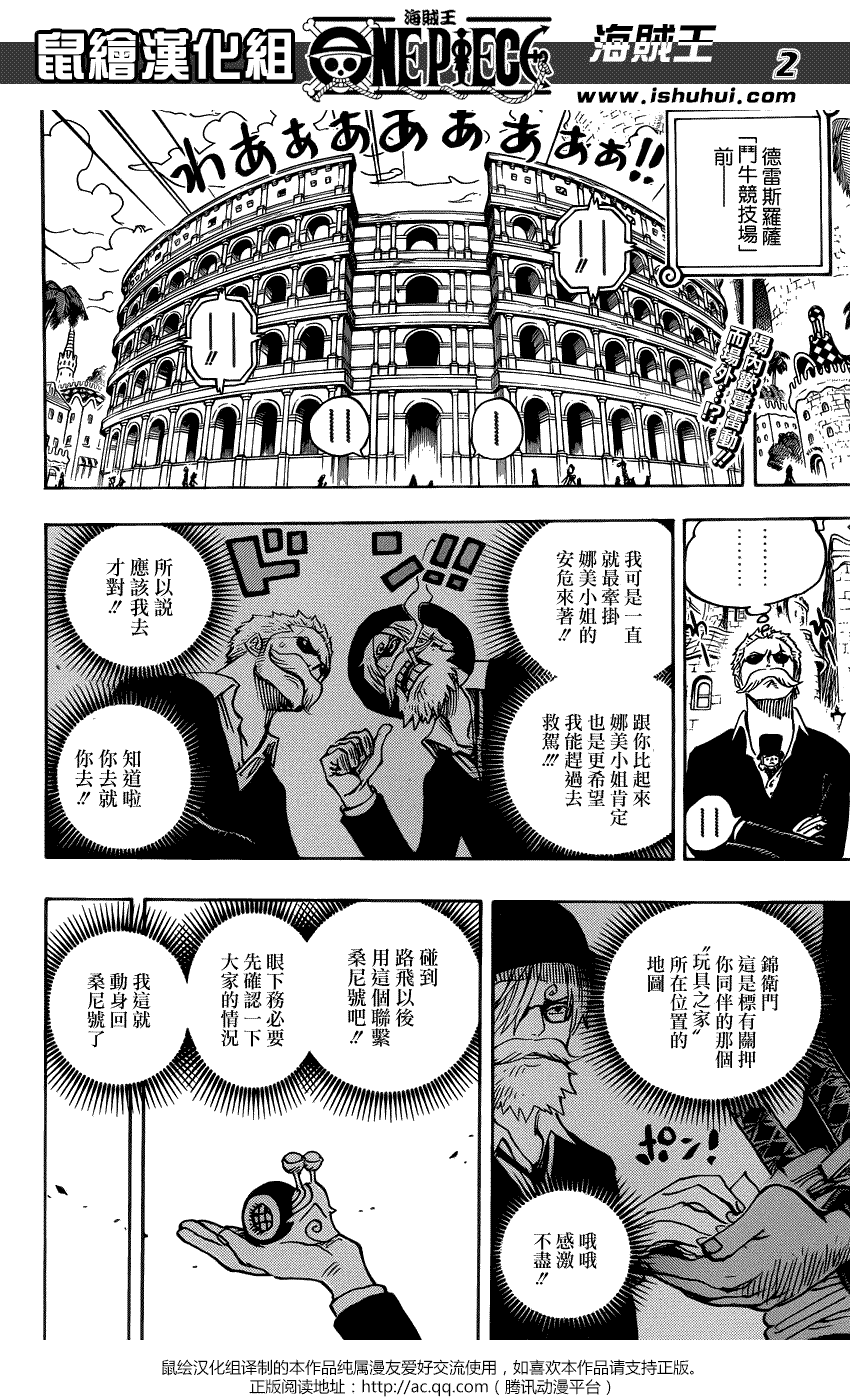 鼠繪漢化組
海賊王
ONE PIECE
海賊王
2
www.ishuhui.com
德雷斯羅薩
「鬥牛競技場」
前——
わあぁあぁあぁぁぁ!!
場內歡聲雷動!!
而場外…!?
………
………
我可是一直
就最牽掛
娜美小姐的
安危來著!!
跟你比起來
娜美小姐肯定
也是更希望
我能趕過去
救駕!!!
ドーン!!
所以說
應該我去
才對!!
知道啦
你去就
你去!!
錦衛門
這是標有關押
你同伴的那個
〝玩具之家〞
所在位置的
地圖
ポン!
哦哦
感激
不盡!!
碰到
路飛以後
用這個聯繫
桑尼號吧!!
眼下務必要
先確認一下
大家的情況
我這就
動身回
桑尼號了
鼠绘汉化组译制的本作品纯属漫友爱好交流使用，如喜欢本作品请支持正版。
正版阅读地址：http://ac.qq.com（腾讯动漫平台）